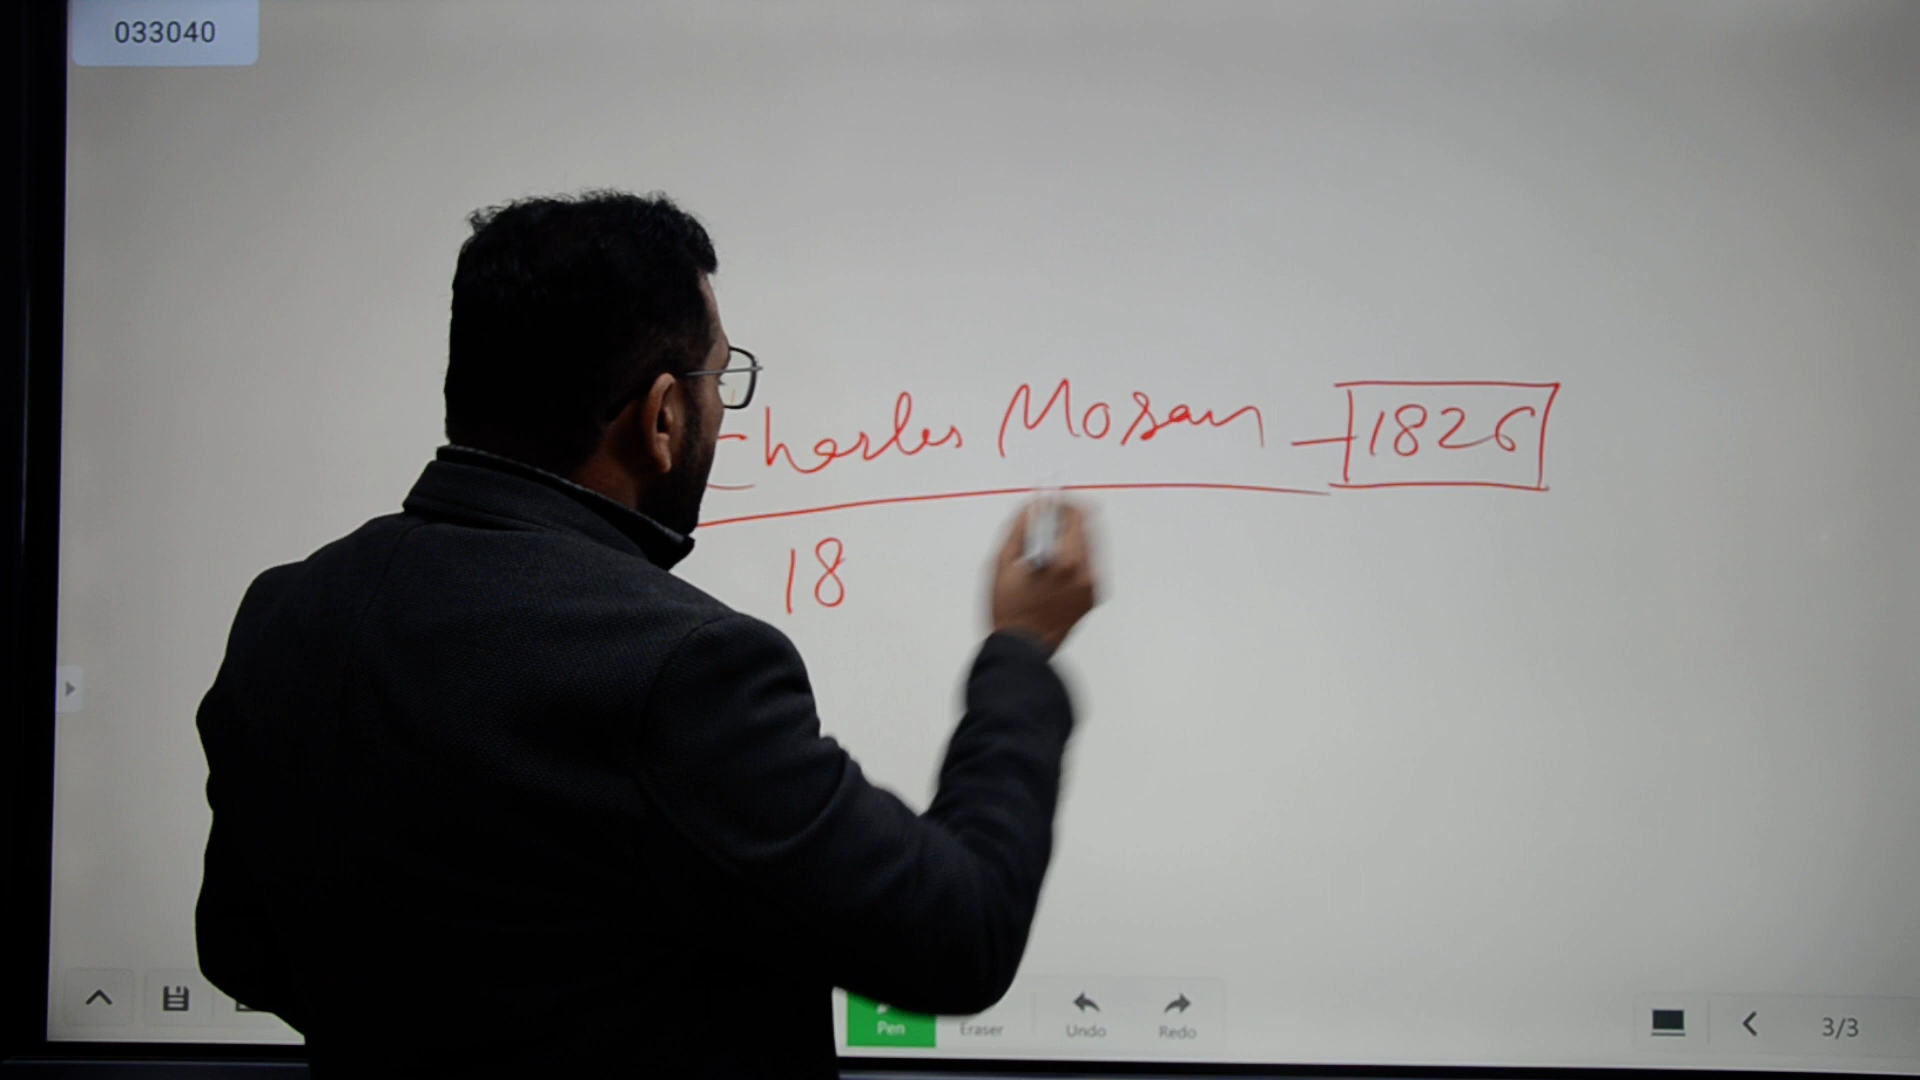 033040
Charles Mosan - 1826
18
Pen
Eraser
Undo
Redo
3/3